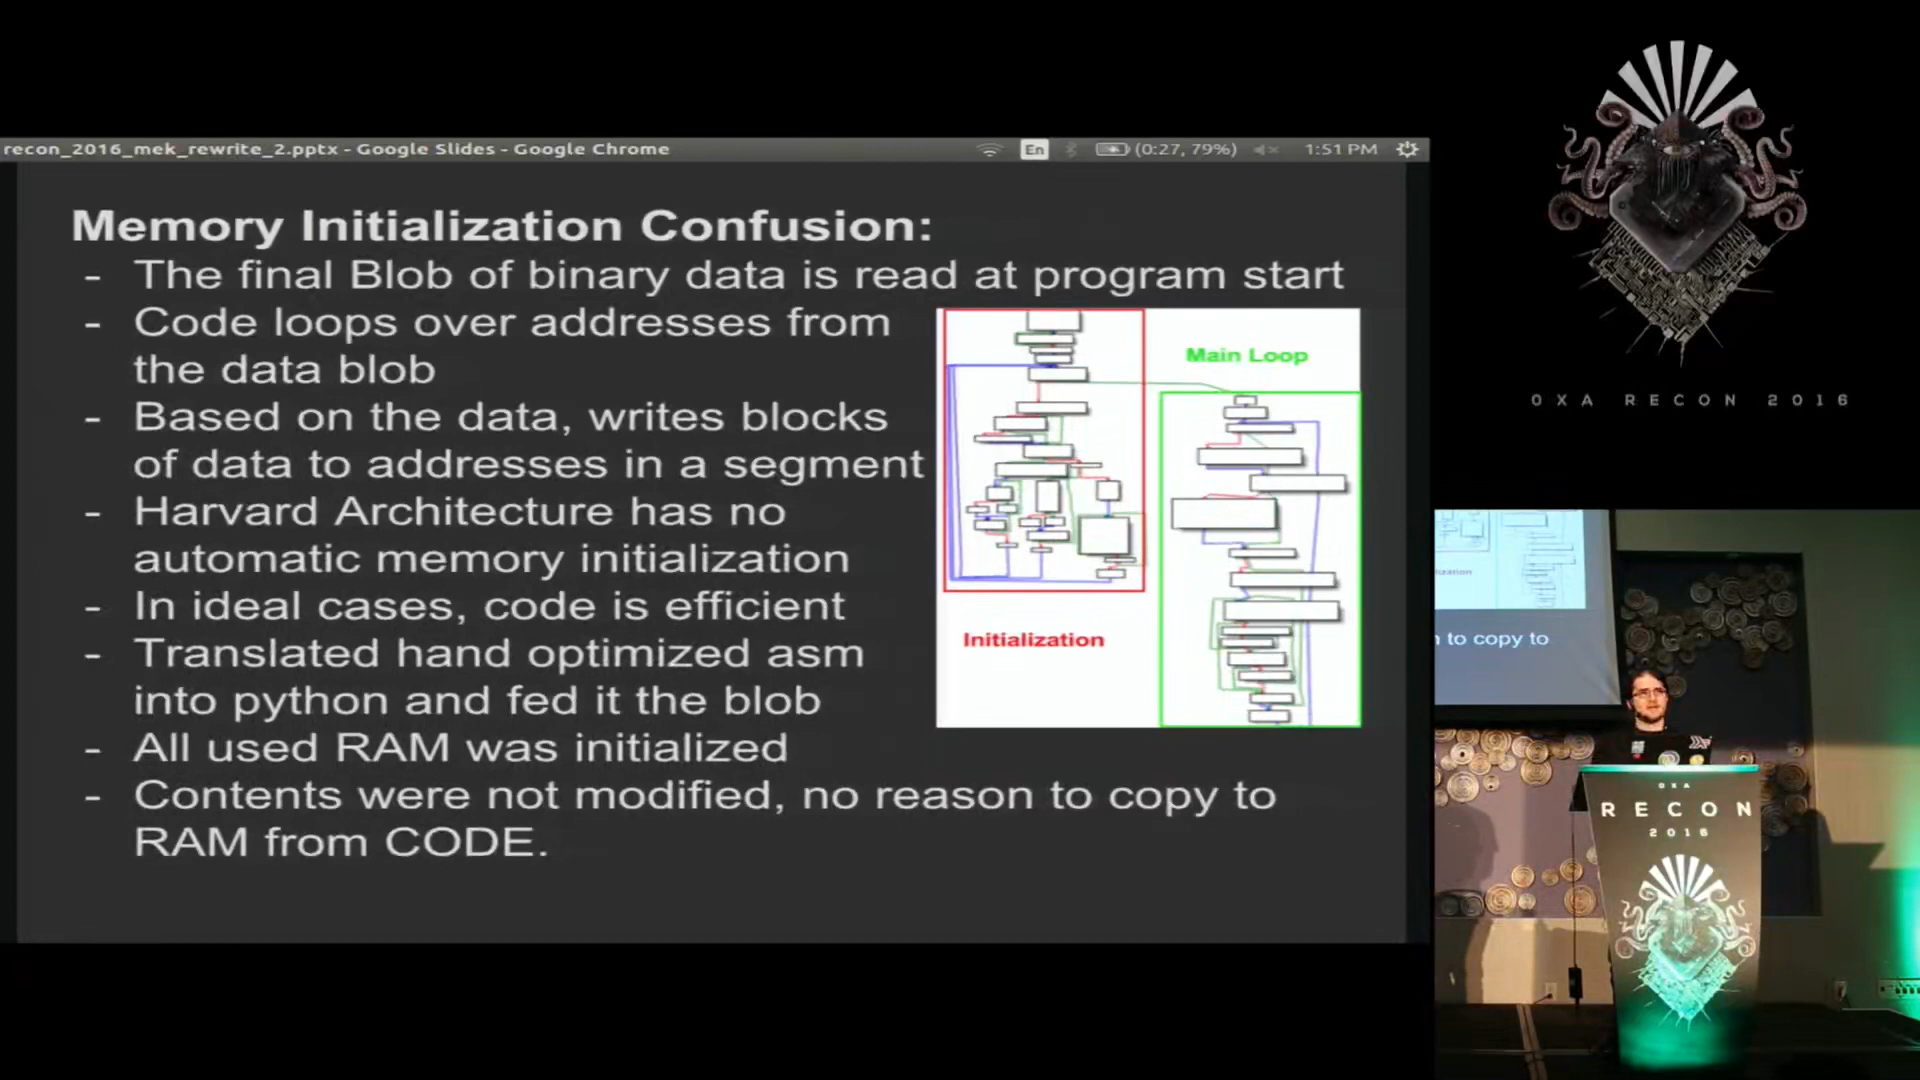 recon_2016_mek_rewrite_2.pptx - Google Slides - Google Chrome
En
(0:27, 79%)
1:51 PM
Memory Initialization Confusion:
- The final Blob of binary data is read at program start
- Code loops over addresses from
the data blob
- Based on the data, writes blocks
of data to addresses in a segment
- Harvard Architecture has no
automatic memory initialization
- In ideal cases, code is efficient
- Translated hand optimized asm
into python and fed it the blob
- All used RAM was initialized
- Contents were not modified, no reason to copy to
RAM from CODE.
Main Loop
Initialization
0XA RECON 2016
to copy to
0XA
RECON
2016